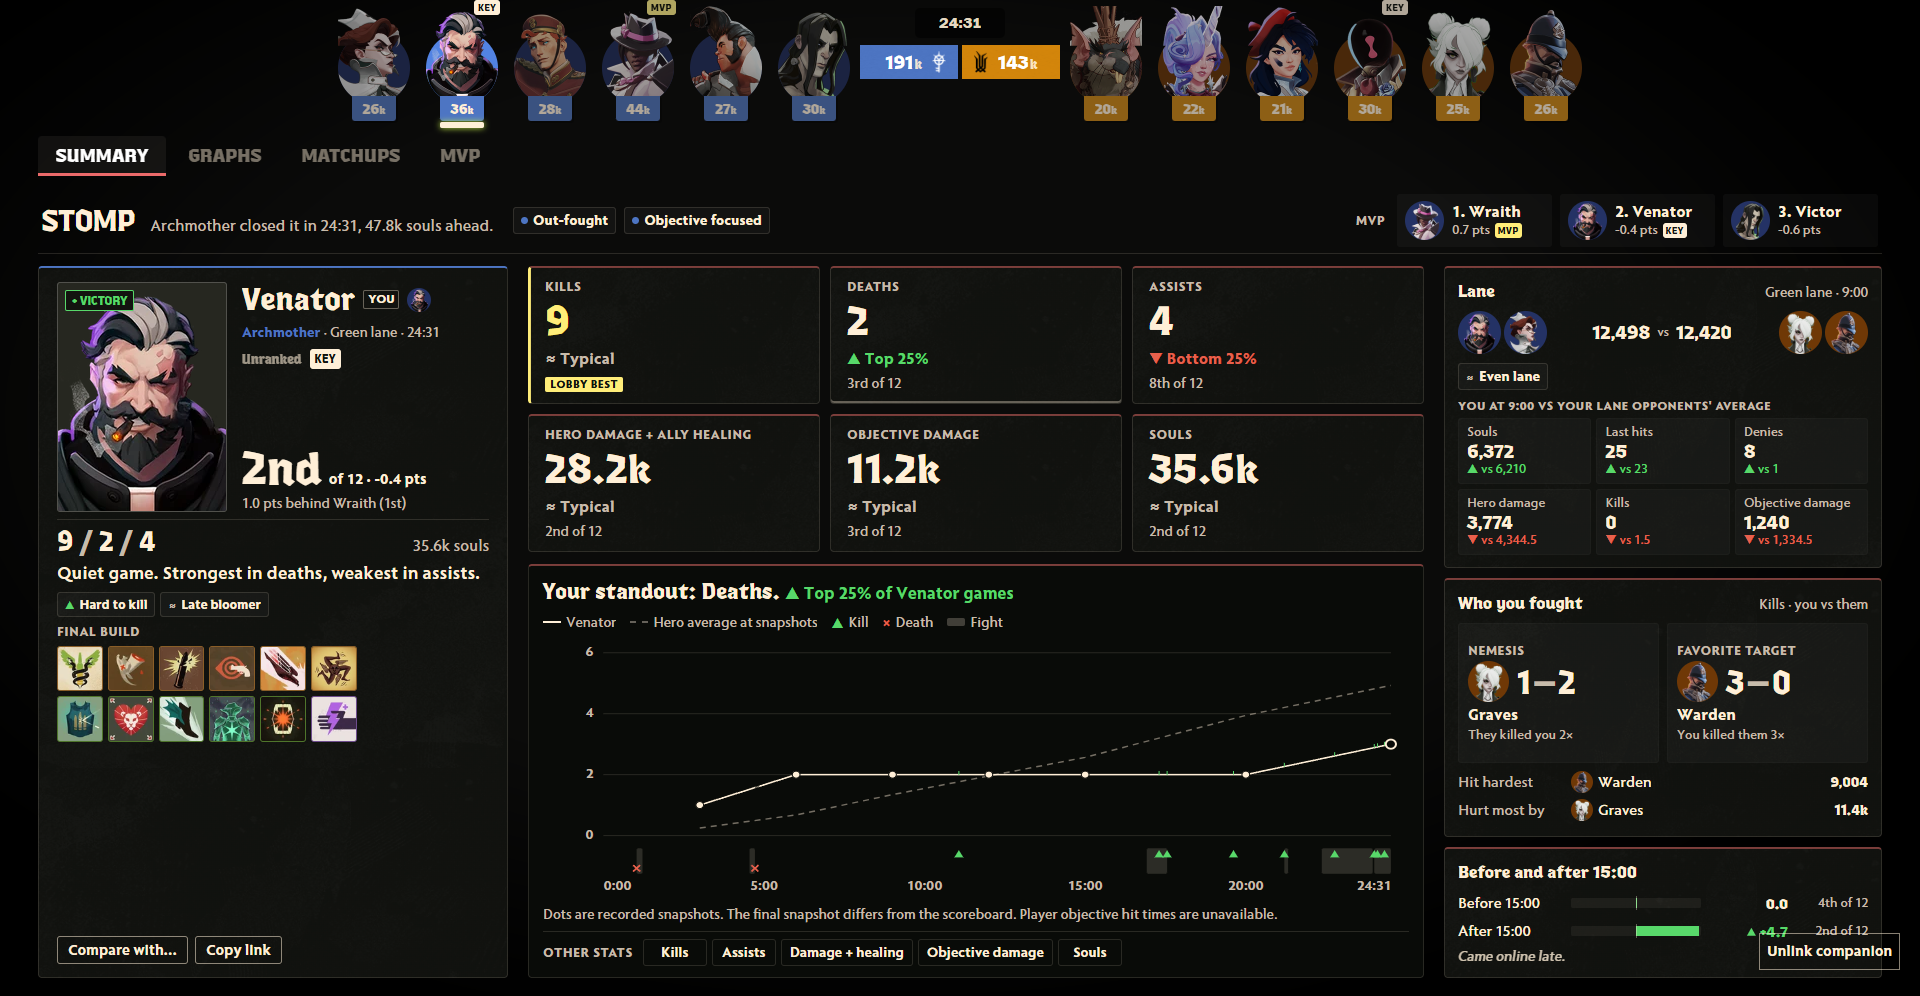 KEY
MVP
KEY
24:31
191k
143k
26k
36k
28k
44k
27k
30k
20k
22k
21k
30k
25k
26k
SUMMARY
GRAPHS
MATCHUPS
MVP
STOMP
Archmother closed it in 24:31, 47.8k souls ahead.
Out-fought
Objective focused
MVP
1. Wraith
0.7 pts MVP
2. Venator
-0.4 pts KEY
3. Victor
-0.6 pts
VICTORY
Venator YOU
Archmother · Green lane · 24:31
Unranked KEY
2nd of 12 · -0.4 pts
1.0 pts behind Wraith (1st)
9 / 2 / 4
35.6k souls
Quiet game. Strongest in deaths, weakest in assists.
▲ Hard to kill
≈ Late bloomer
FINAL BUILD
Compare with...
Copy link
KILLS
9
≈ Typical
LOBBY BEST
DEATHS
2
▲ Top 25%
3rd of 12
ASSISTS
4
▼ Bottom 25%
8th of 12
HERO DAMAGE + ALLY HEALING
28.2k
≈ Typical
2nd of 12
OBJECTIVE DAMAGE
11.2k
≈ Typical
3rd of 12
SOULS
35.6k
≈ Typical
2nd of 12
Your standout: Deaths. ▲ Top 25% of Venator games
Venator
Hero average at snapshots
Kill
Death
Fight
6
4
2
0
0:00
5:00
10:00
15:00
20:00
24:31
Dots are recorded snapshots. The final snapshot differs from the scoreboard. Player objective hit times are unavailable.
OTHER STATS
Kills
Assists
Damage + healing
Objective damage
Souls
Lane
Green lane · 9:00
12,498 vs 12,420
≈ Even lane
YOU AT 9:00 VS YOUR LANE OPPONENTS' AVERAGE
Souls
6,372
▲ vs 6,210
Last hits
25
▲ vs 23
Denies
8
▲ vs 1
Hero damage
3,774
▼ vs 4,344.5
Kills
0
▼ vs 1.5
Objective damage
1,240
▼ vs 1,334.5
Who you fought
Kills · you vs them
NEMESIS
1–2
Graves
They killed you 2×
FAVORITE TARGET
3–0
Warden
You killed them 3×
Hit hardest
Warden
9,004
Hurt most by
Graves
11.4k
Before and after 15:00
Before 15:00
0.0
4th of 12
After 15:00
▲ +4.7
2nd of 12
Came online late.
Unlink companion